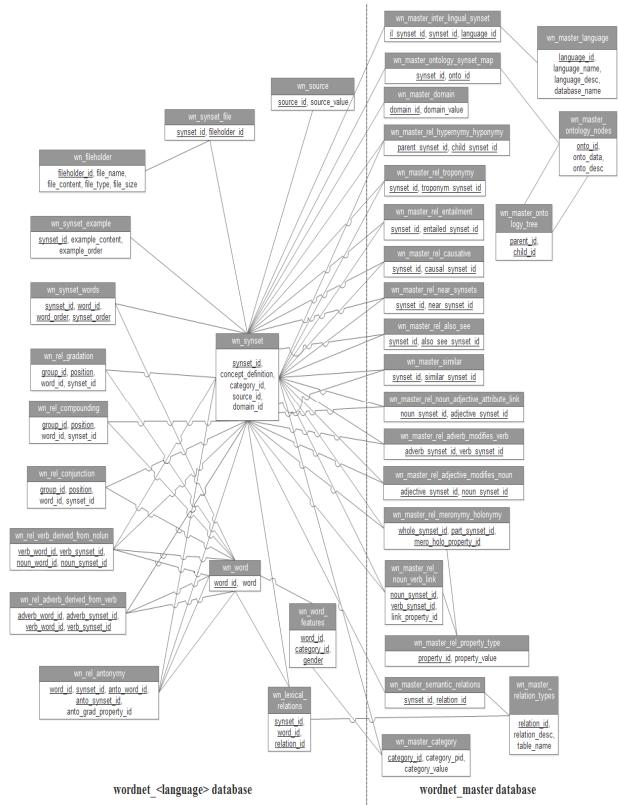 wn_source
source_id, source_value
wn_synset_file
synset_id, fileholder_id
wn_fileholder
fileholder_id, file_name,
file_content, file_type, file_size
wn_synset_example
synset_id, example_content,
example_order
wn_synset_words
synset_id, word_id,
word_order, synset_order
wn_rel_gradation
group_id, position,
word_id, synset_id
wn_rel_compounding
group_id, position,
word_id, synset_id
wn_rel_conjunction
group_id, position,
word_id, synset_id
wn_rel_verb_derived_from_nolun
verb_word_id, verb_synset_id,
noun_word_id, noun_synset_id
wn_rel_adverb_derived_from_verb
adverb_word_id, adverb_synset_id,
verb_word_id, verb_synset_id
wn_rel_antonymy
word_id, synset_id, anto_word_id,
anto_synset_id,
anto_grad_property_id
wn_synset
synset_id,
concept_definition,
category_id,
source_id,
domain_id
wn_word
word_id, word
wn_word_
features
word_id,
category_id,
gender
wn_lexical_
relations
synset_id,
word_id,
relation_id
wordnet_<language> database
wn_master_inter_lingual_synset
il_synset_id, synset_id, language_id
wn_master_language
language_id,
language_name,
language_desc,
database_name
wn_master_ontology_synset_map
synset_id, onto_id
wn_master_domain
domain_id, domain_value
wn_master_
ontology_nodes
onto_id,
onto_data,
onto_desc
wn_master_rel_hypernymy_hyponymy
parent_synset_id, child_synset_id
wn_master_rel_troponymy
synset_id, troponym_synset_id
wn_master_onto
logy_tree
parent_id,
child_id
wn_master_rel_entailment
synset_id, entailed_synset_id
wn_master_rel_causative
synset_id, causal_synset_id
wn_master_rel_near_synsets
synset_id, near_synset_id
wn_master_rel_also_see
synset_id, also_see_synset_id
wn_master_similar
synset_id, similar_synset_id
wn_master_rel_noun_adjective_attribute_link
noun_synset_id, adjective_synset_id
wn_master_rel_adverb_modifies_verb
adverb_synset_id, verb_synset_id
wn_master_rel_adjective_modifies_noun
adjective_synset_id, noun_synset_id
wn_master_rel_meronymy_holonymy
whole_synset_id, part_synset_id,
mero_holo_property_id
wn_master_rel_
noun_verb_link
noun_synset_id,
verb_synset_id,
link_property_id
wn_master_rel_property_type
property_id, property_value
wn_master_semantic_relations
synset_id, relation_id
wn_master_
relation_types
relation_id,
relation_desc,
table_name
wn_master_category
category_id, category_pid,
category_value
wordnet_master database